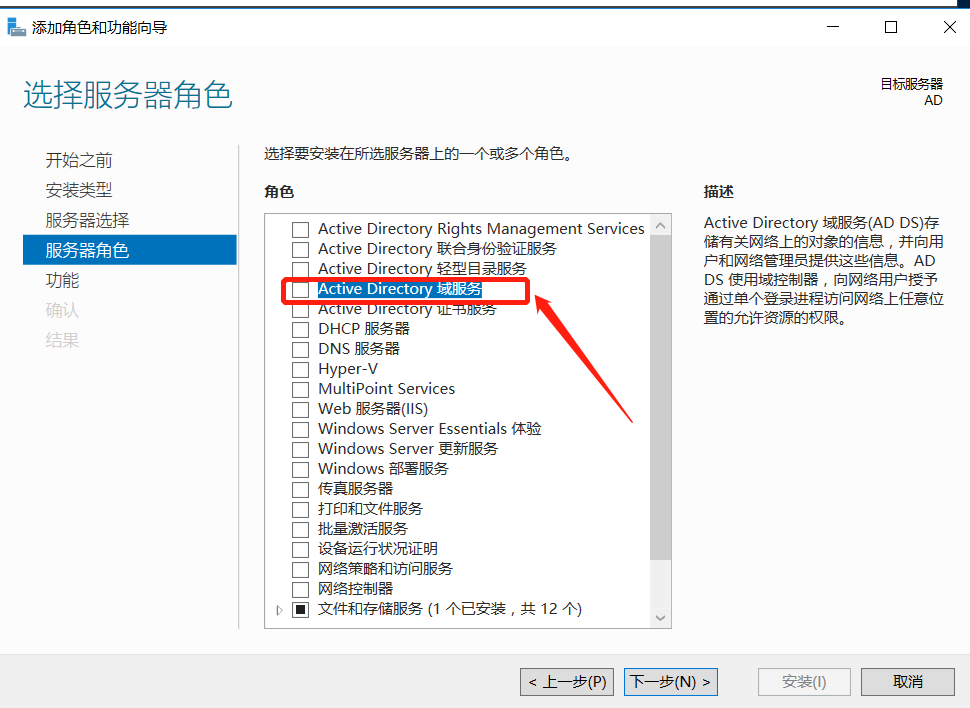 添加角色和功能向导
选择服务器角色
目标服务器
AD
开始之前
安装类型
服务器选择
服务器角色
功能
确认
结果
选择要安装在所选服务器上的一个或多个角色。
角色
Active Directory Rights Management Services
Active Directory 联合身份验证服务
Active Directory 轻型目录服务
Active Directory 域服务
Active Directory 证书服务
DHCP 服务器
DNS 服务器
Hyper-V
MultiPoint Services
Web 服务器(IIS)
Windows Server Essentials 体验
Windows Server 更新服务
Windows 部署服务
传真服务器
打印和文件服务
批量激活服务
设备运行状况证明
网络策略和访问服务
网络控制器
文件和存储服务 (1 个已安装，共 12 个)
描述
Active Directory 域服务(AD DS)存
储有关网络上的对象的信息，并向用
户和网络管理员提供这些信息。AD
DS 使用域控制器，向网络用户授予
通过单个登录进程访问网络上任意位
置的允许资源的权限。
< 上一步(P)
下一步(N) >
安装(I)
取消